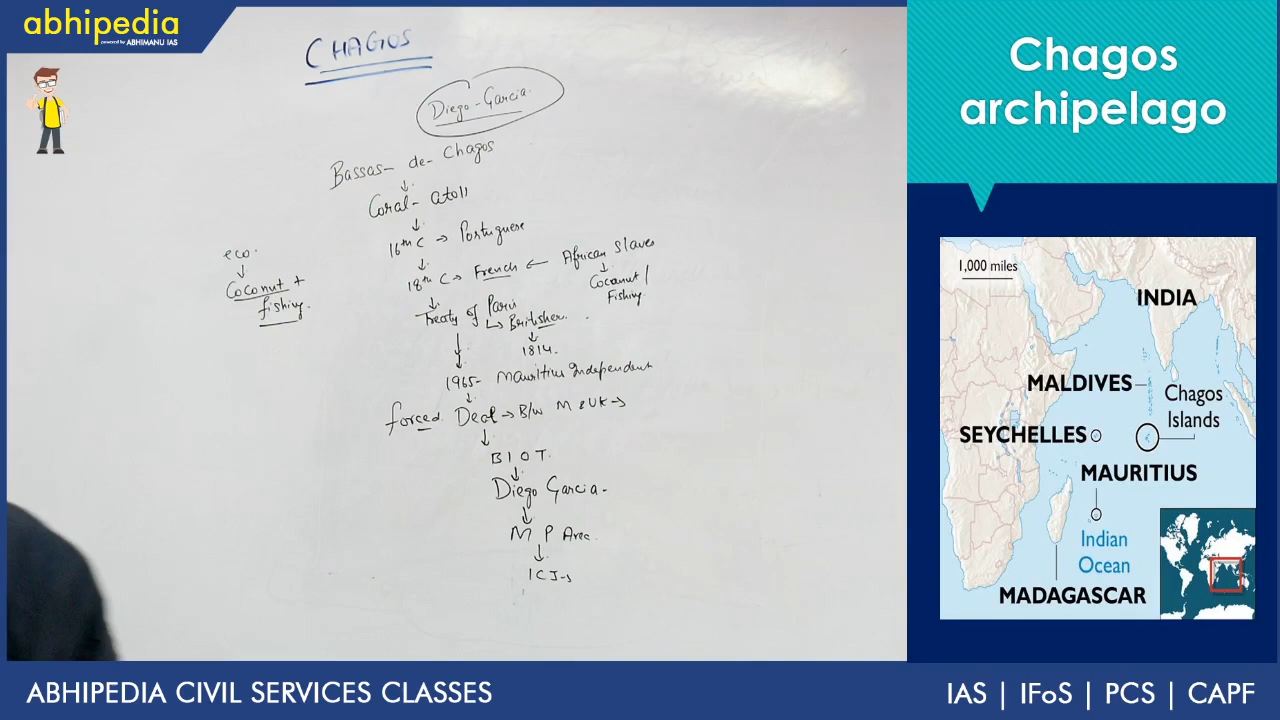 abhipedia
powered by ABHIMANU IAS
CHAGOS
Diego-Garcia.
Bassas- de- Chagos
↓
Coral- atoll
↓
16th C → Portuguese
↓
18th C → French ← African Slaves
↓
Coconut /
Fishing.
eco.
↓
Coconut +
fishing.
↓
Treaty of Paris
↳ Britisher.
↓
1814.
↓
1965- Mauritius Independent
↓
forced. Deal → B/w M & UK →
↓
B I O T.
↓
Diego Garcia-
↓
M P Area.
↓
ICJ→
Chagos
archipelago
1,000 miles
INDIA
MALDIVES
Chagos
Islands
SEYCHELLES
MAURITIUS
Indian
Ocean
MADAGASCAR
ABHIPEDIA CIVIL SERVICES CLASSES
IAS | IFoS | PCS | CAPF